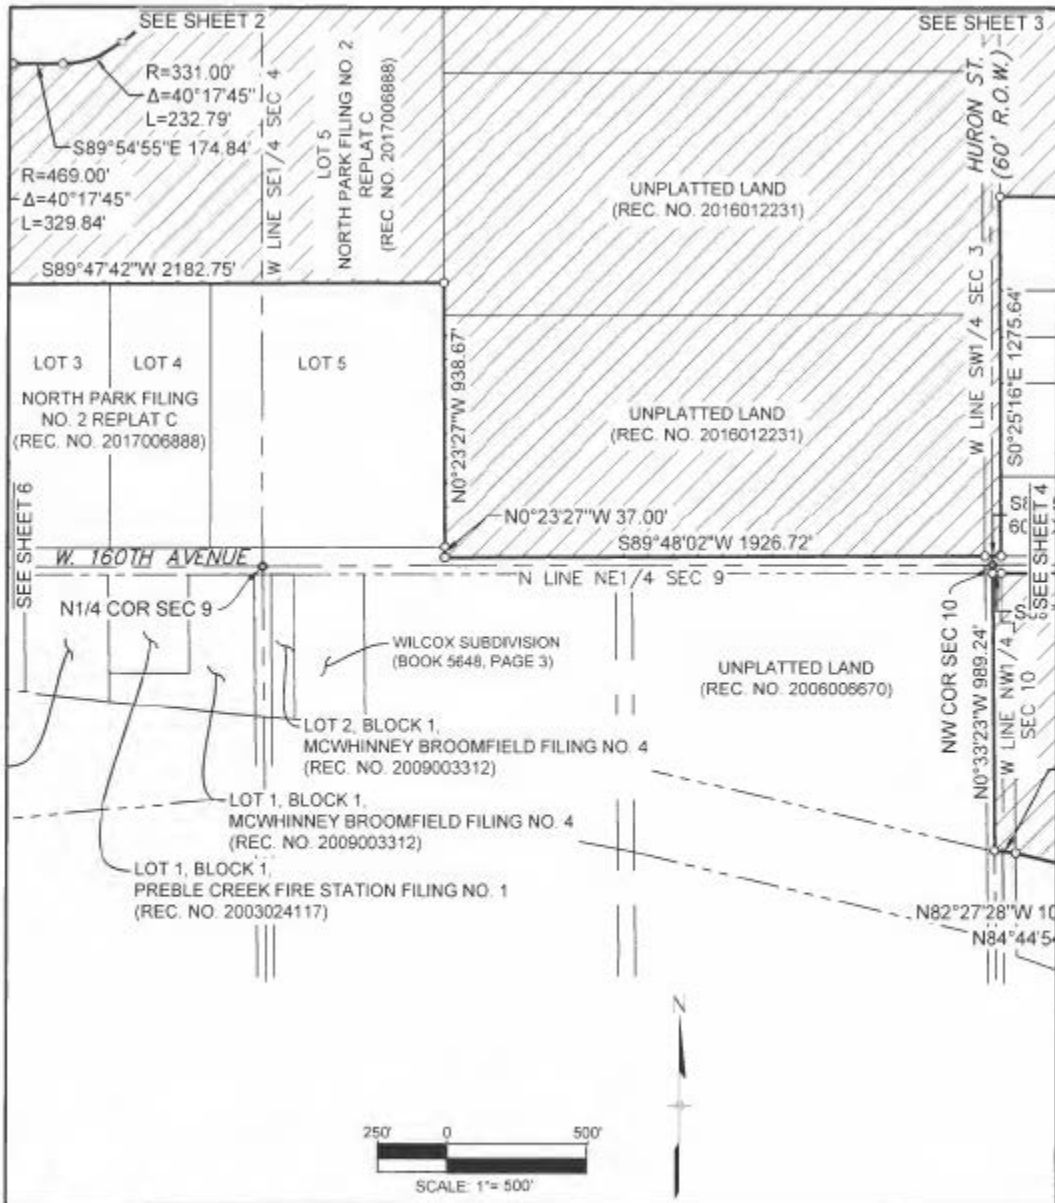 SEE SHEET 2
SEE SHEET 3
R=331.00'
Δ=40°17'45"
L=232.79'
S89°54'55"E 174.84'
R=469.00'
Δ=40°17'45"
L=329.84'
W LINE SE1/4 SEC 4
LOT 5
NORTH PARK FILING NO. 2
REPLAT C
(REC. NO. 2017006888)
HURON ST.
(60' R.O.W.)
UNPLATTED LAND
(REC. NO. 2016012231)
W LINE SW1/4 SEC 3
S0°25'16"E 1275.64'
S89°47'42"W 2182.75'
LOT 3
LOT 4
LOT 5
NORTH PARK FILING
NO. 2 REPLAT C
(REC. NO. 2017006888)
N0°23'27"W 938.67'
UNPLATTED LAND
(REC. NO. 2016012231)
N0°23'27"W 37.00'
S89°48'02"W 1926.72'
SEE SHEET 6
SEE SHEET 4
W. 160TH AVENUE
N LINE NE1/4 SEC 9
N1/4 COR SEC 9
WILCOX SUBDIVISION
(BOOK 5648, PAGE 3)
UNPLATTED LAND
(REC. NO. 2006006670)
NW COR SEC 10
N0°33'23"W 989.24'
W LINE NW1/4
SEC 10
LOT 2, BLOCK 1,
MCWHINNEY BROOMFIELD FILING NO. 4
(REC. NO. 2009003312)
LOT 1, BLOCK 1,
MCWHINNEY BROOMFIELD FILING NO. 4
(REC. NO. 2009003312)
LOT 1, BLOCK 1,
PREBLE CREEK FIRE STATION FILING NO. 1
(REC. NO. 2003024117)
N82°27'28"W 10
N84°44'54
N
250'
0
500'
SCALE: 1"= 500'